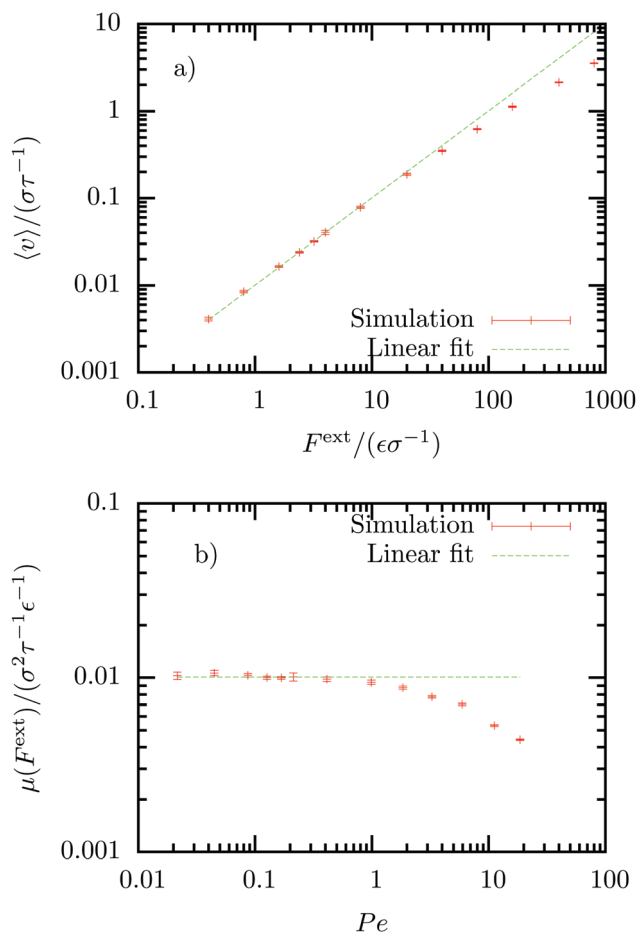 10
1
0.1
0.01
0.001
⟨v⟩/(στ⁻¹)
a)
Simulation
Linear fit
0.1 1 10 100 1000
Fᵉˣᵗ/(ϵσ⁻¹)
0.1
0.01
0.001
μ(Fᵉˣᵗ)/(σ²τ⁻¹ϵ⁻¹)
b)
Simulation
Linear fit
0.01 0.1 1 10 100
Pe